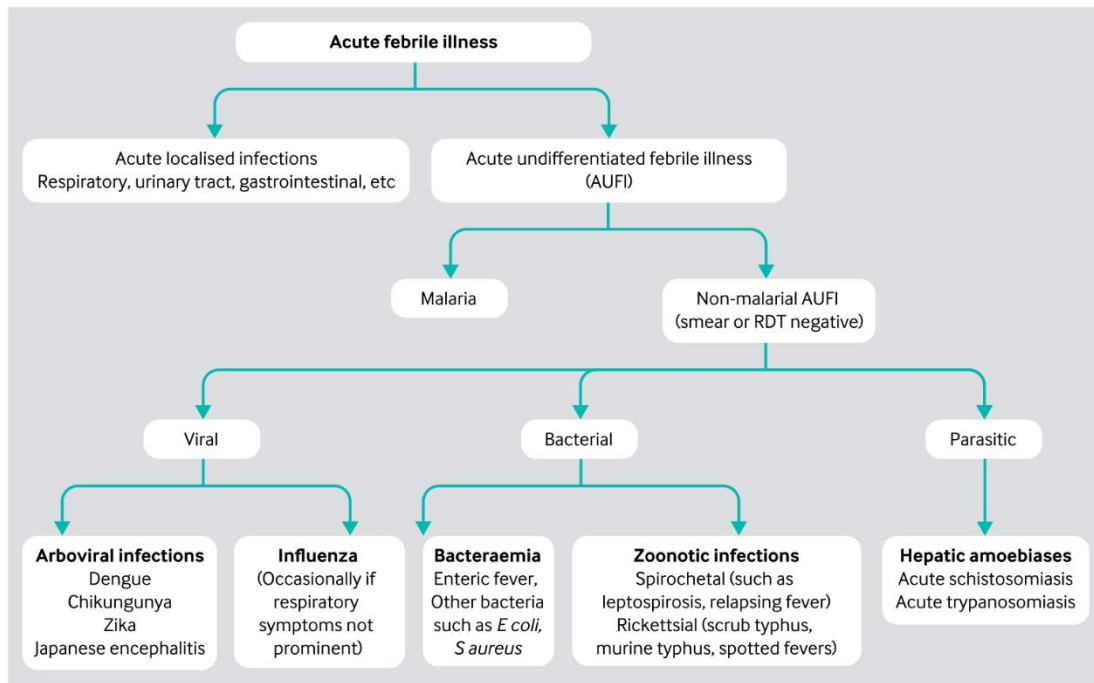 Acute febrile illness
Acute localised infections
Respiratory, urinary tract, gastrointestinal, etc
Acute undifferentiated febrile illness
(AUFI)
Malaria
Non-malarial AUFI
(smear or RDT negative)
Viral
Bacterial
Parasitic
Arboviral infections
Dengue
Chikungunya
Zika
Japanese encephalitis
Influenza
(Occasionally if
respiratory
symptoms not
prominent)
Bacteraemia
Enteric fever,
Other bacteria
such as E coli,
S aureus
Zoonotic infections
Spirochetal (such as
leptospirosis, relapsing fever)
Rickettsial (scrub typhus,
murine typhus, spotted fevers)
Hepatic amoebiases
Acute schistosomiasis
Acute trypanosomiasis